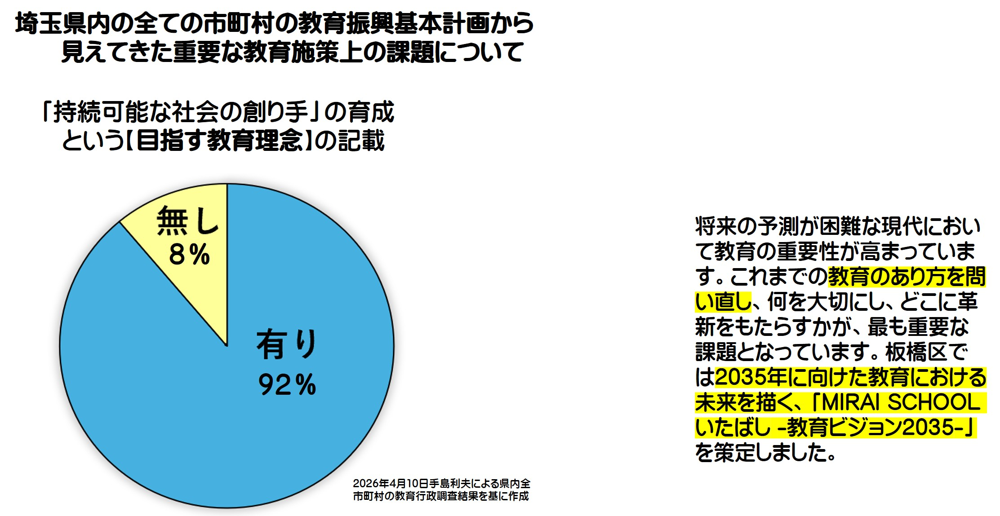 埼玉県内の全ての市町村の教育振興基本計画から
見えてきた重要な教育施策上の課題について
「持続可能な社会の創り手」の育成
という【目指す教育理念】の記載
無し
8%
有り
92%
2026年4月10日手島利夫による県内全
市町村の教育行政調査結果を基に作成
将来の予測が困難な現代におい
て教育の重要性が高まっていま
す。これまでの教育のあり方を問
い直し、何を大切にし、どこに革
新をもたらすかが、最も重要な
課題となっています。板橋区で
は2035年に向けた教育における
未来を描く、「MIRAI SCHOOL
いたばし -教育ビジョン2035-」
を策定しました。